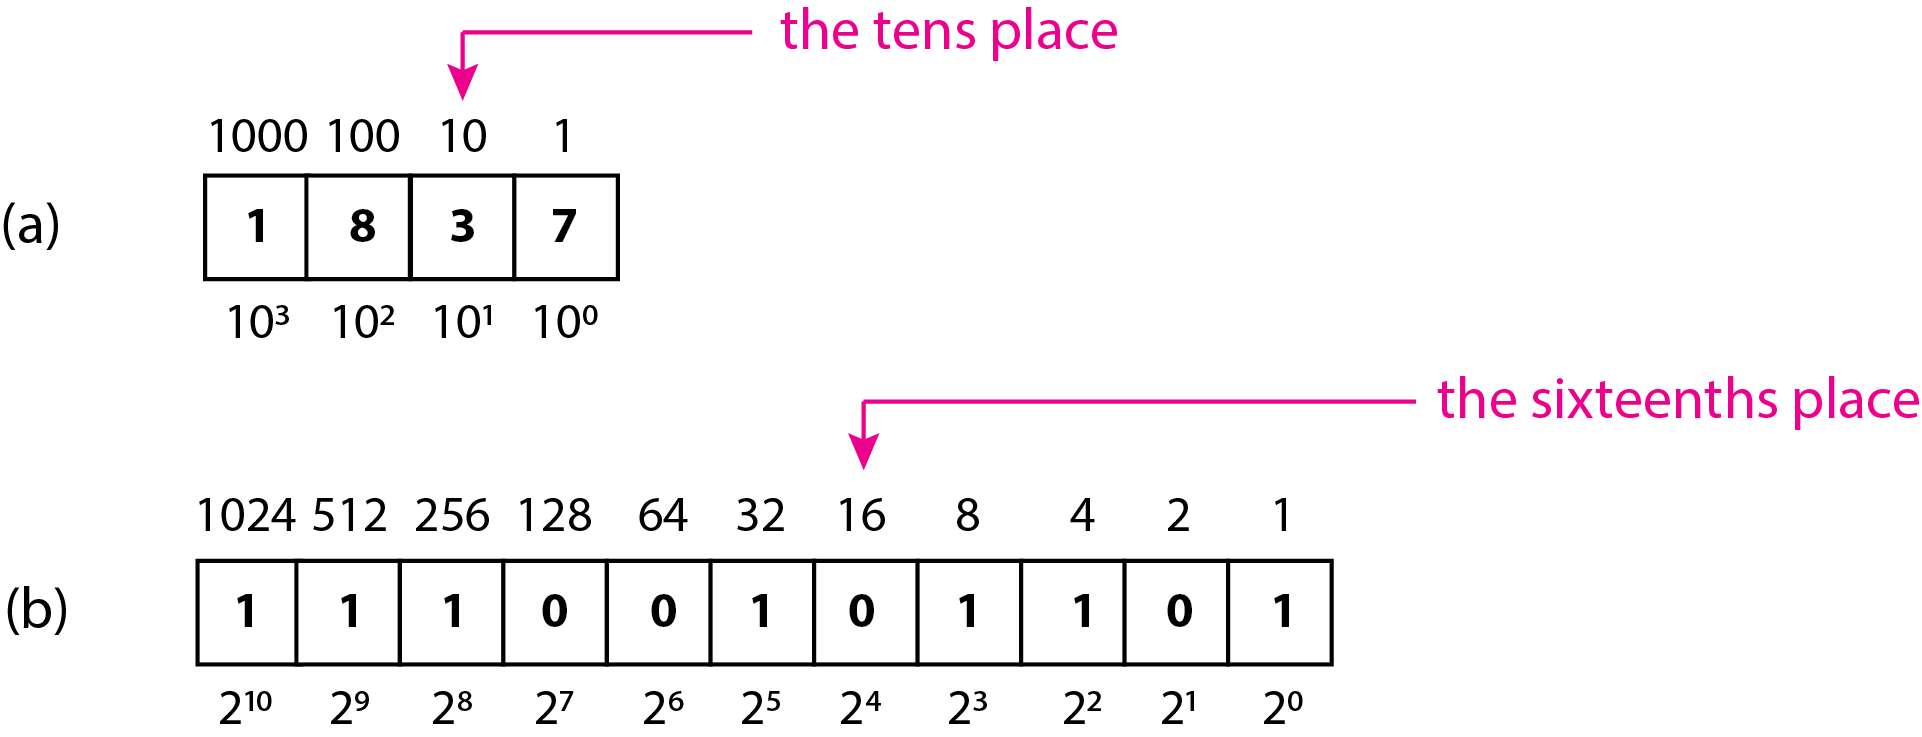 the tens place
1000 100 10 1
(a) 1 8 3 7
10³ 10² 10¹ 10⁰
the sixteenths place
1024 512 256 128 64 32 16 8 4 2 1
(b) 1 1 1 0 0 1 0 1 1 0 1
2¹⁰ 2⁹ 2⁸ 2⁷ 2⁶ 2⁵ 2⁴ 2³ 2² 2¹ 2⁰